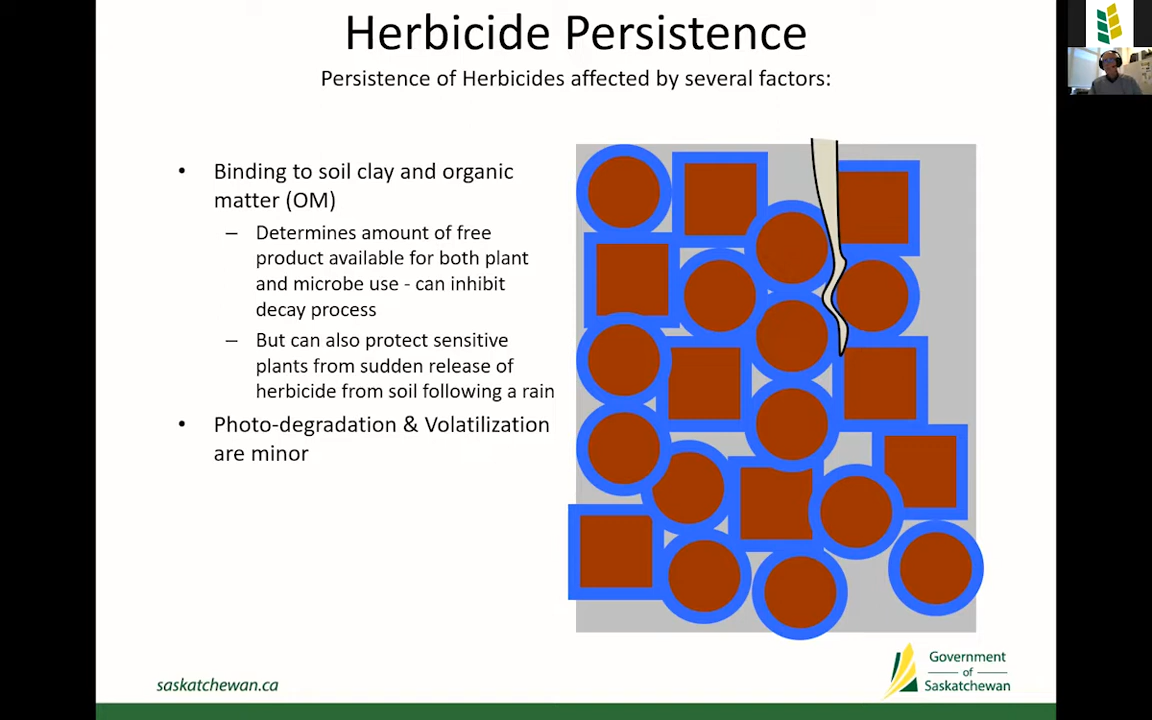 Herbicide Persistence
Persistence of Herbicides affected by several factors:
• Binding to soil clay and organic
matter (OM)
– Determines amount of free
product available for both plant
and microbe use - can inhibit
decay process
– But can also protect sensitive
plants from sudden release of
herbicide from soil following a rain
• Photo-degradation & Volatilization
are minor
saskatchewan.ca
Government
of
Saskatchewan